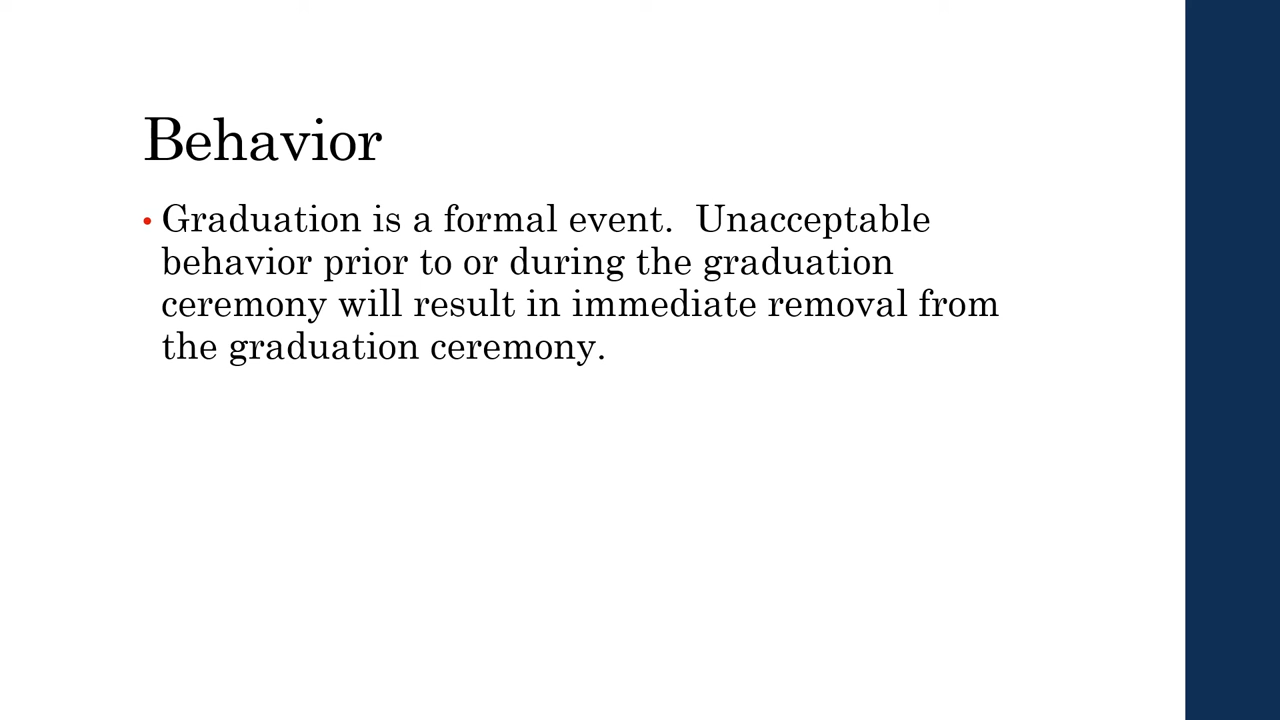 Behavior
• Graduation is a formal event.  Unacceptable
behavior prior to or during the graduation
ceremony will result in immediate removal from
the graduation ceremony.